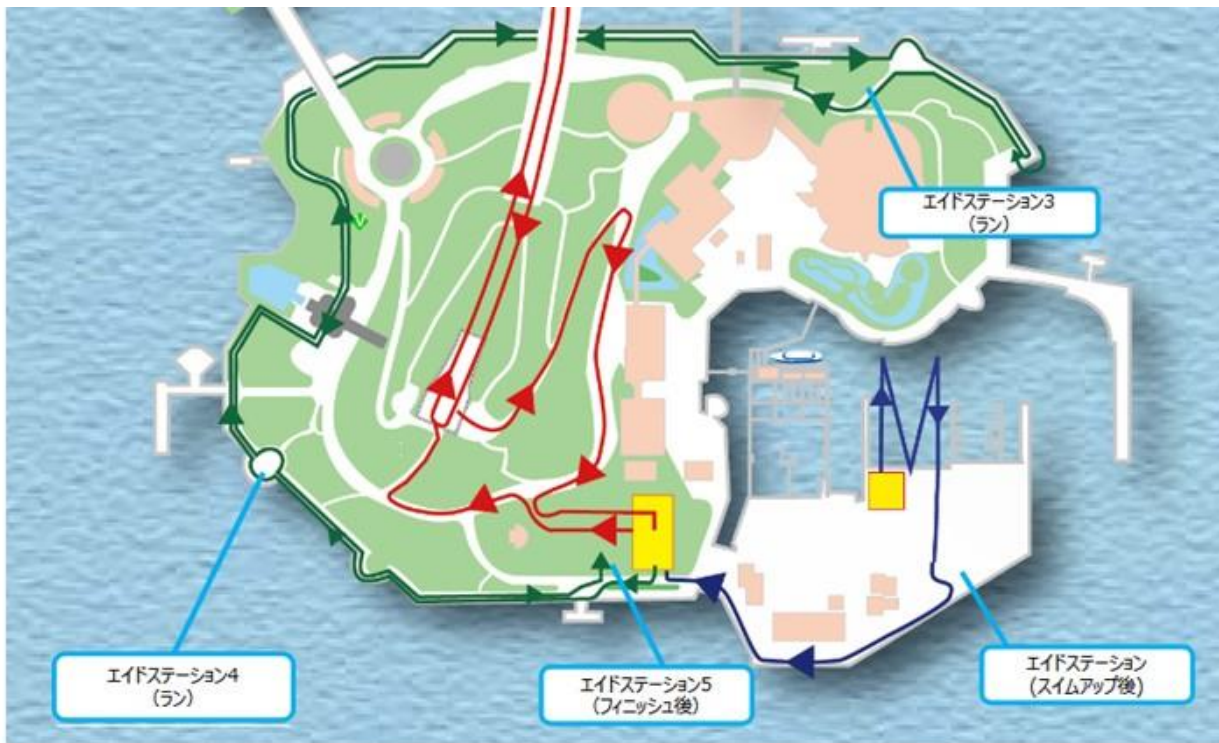 エイドステーション3
（ラン）
エイドステーション4
（ラン）
エイドステーション5
（フィニッシュ後）
エイドステーション
(スイムアップ後)